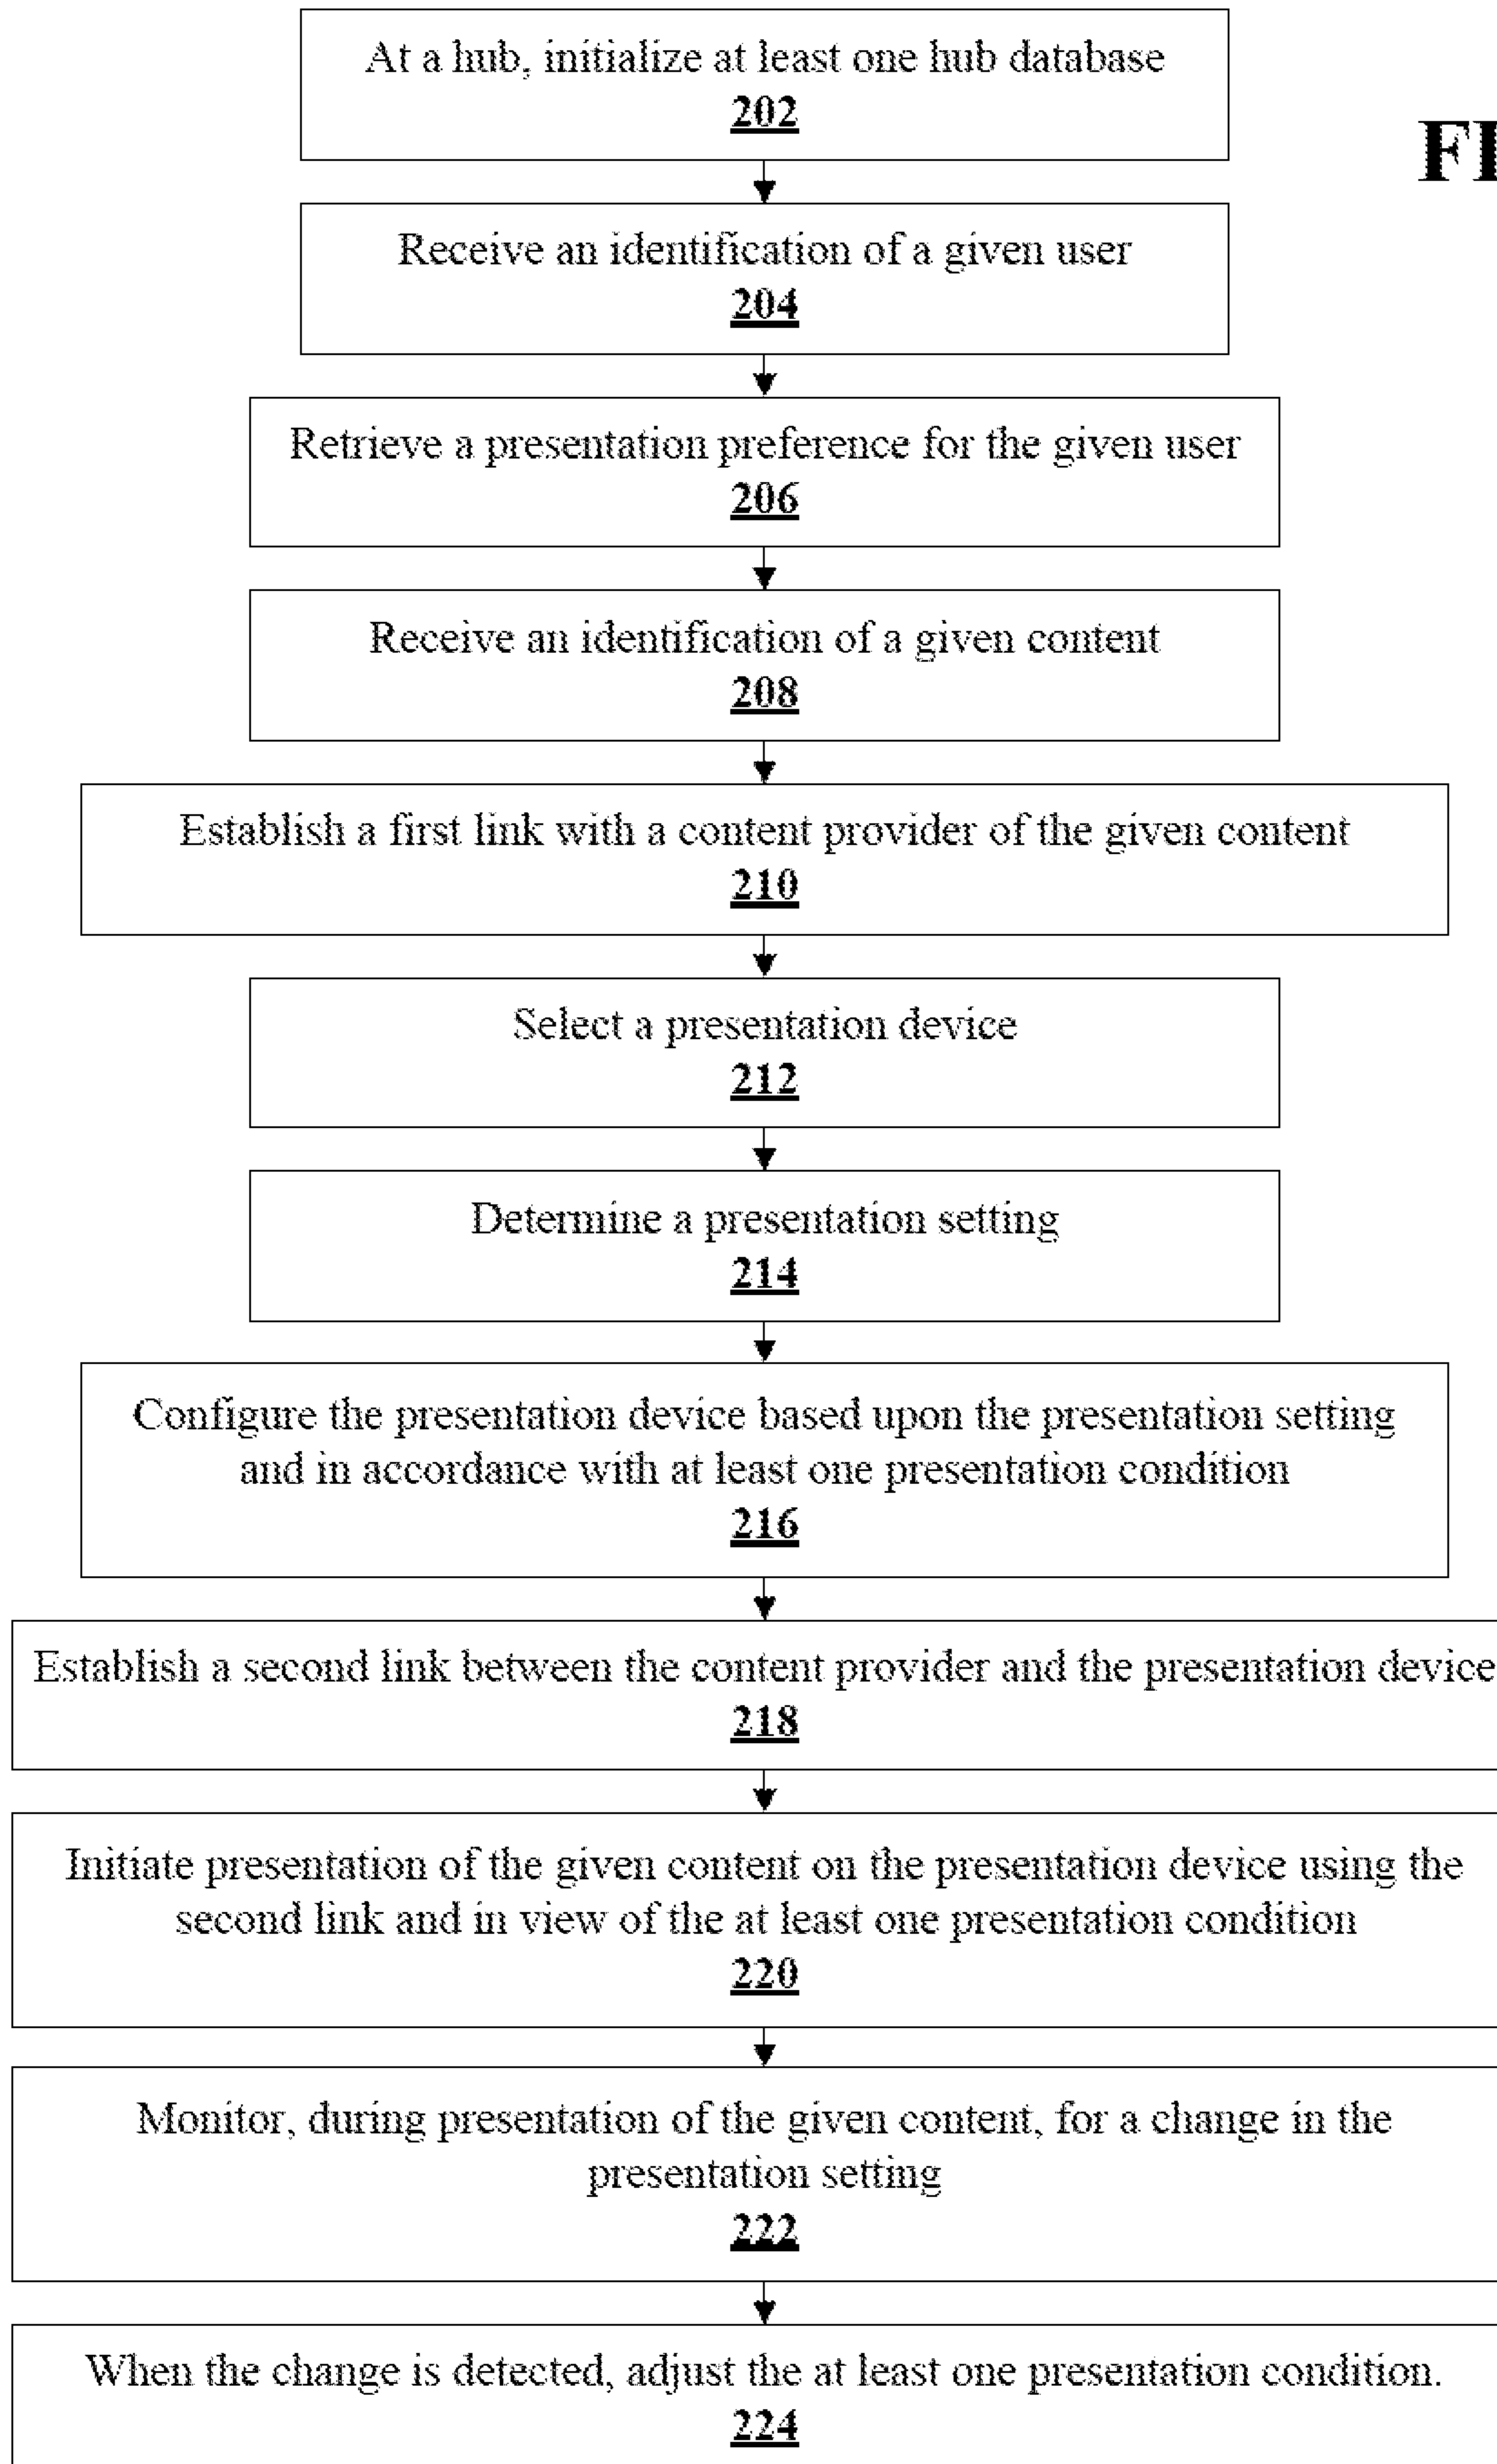 At a hub, initialize at least one hub database
202
FI
Receive an identification of a given user
204
Retrieve a presentation preference for the given user
206
Receive an identification of a given content
208
Establish a first link with a content provider of the given content
210
Select a presentation device
212
Determine a presentation setting
214
Configure the presentation device based upon the presentation setting
and in accordance with at least one presentation condition
216
Establish a second link between the content provider and the presentation device
218
Initiate presentation of the given content on the presentation device using the
second link and in view of the at least one presentation condition
220
Monitor, during presentation of the given content, for a change in the
presentation setting
222
When the change is detected, adjust the at least one presentation condition.
224